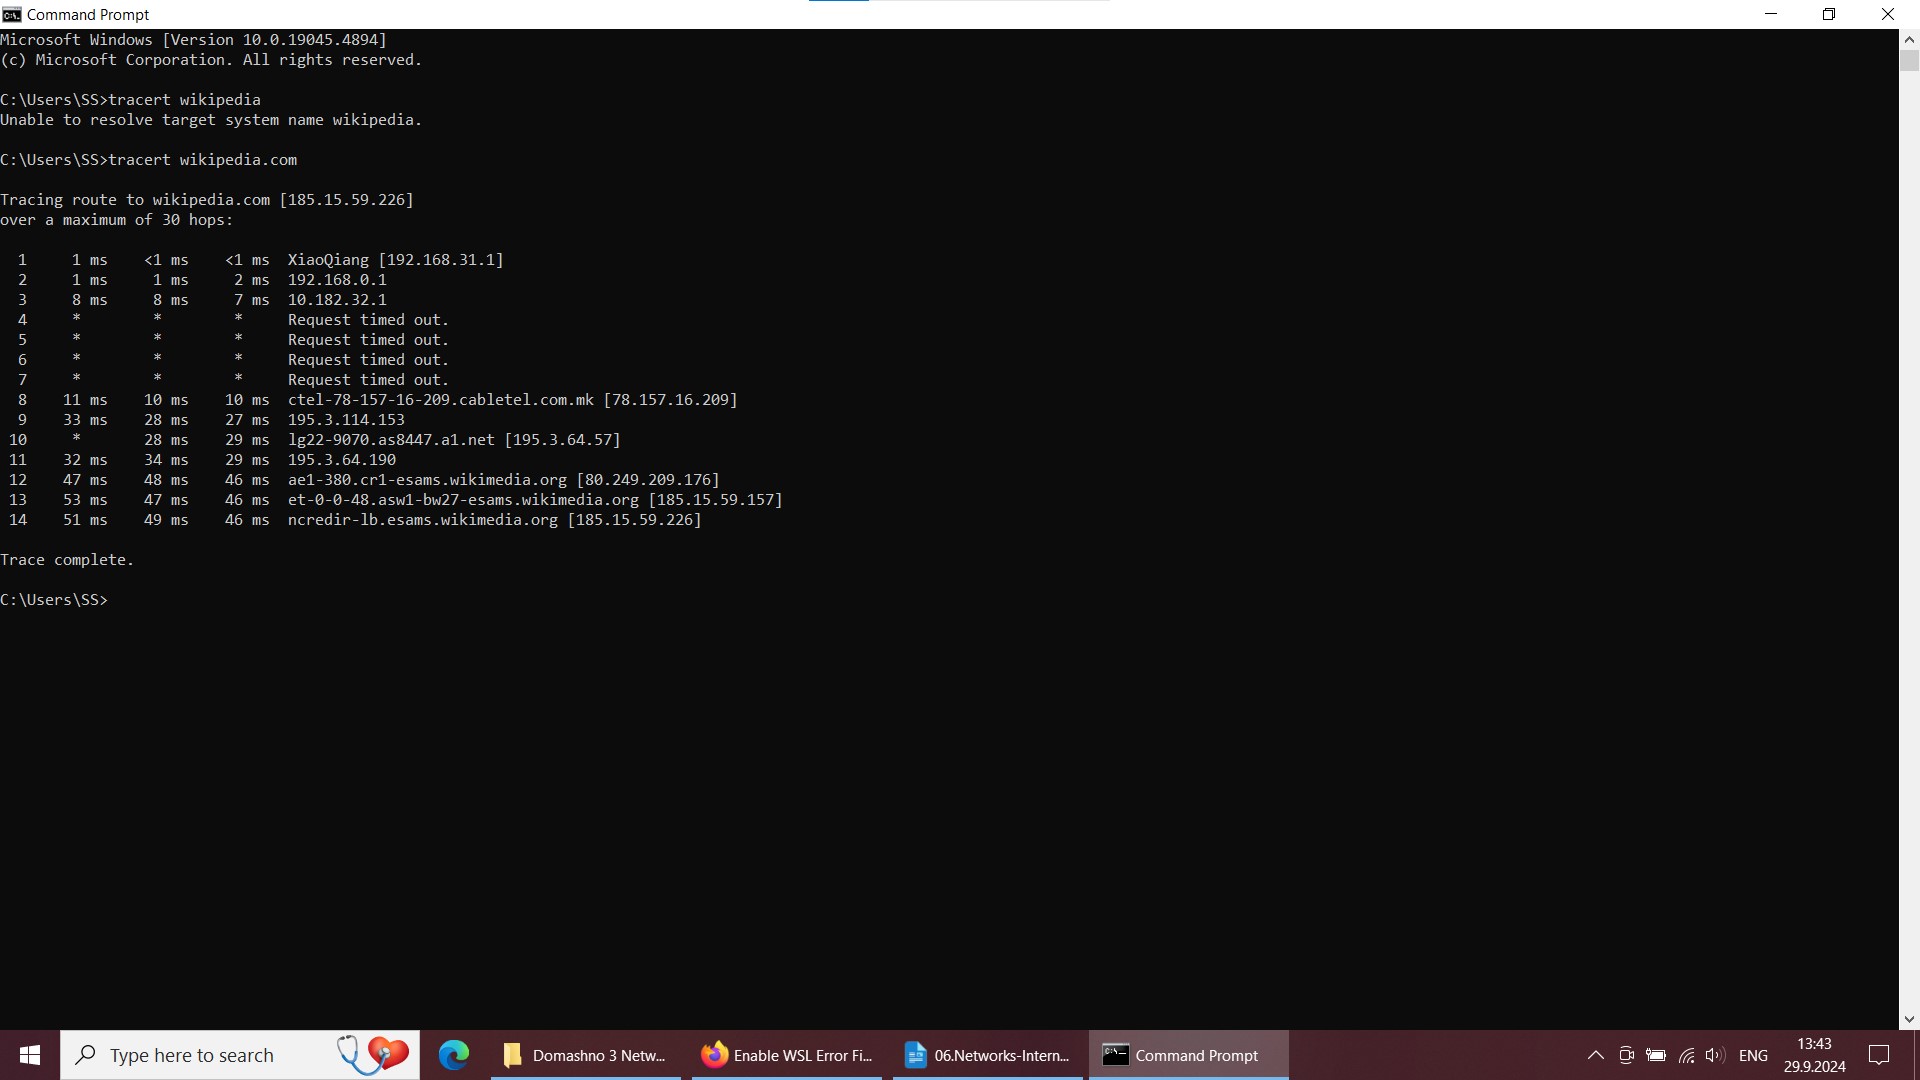 Command Prompt
Microsoft Windows [Version 10.0.19045.4894]
(c) Microsoft Corporation. All rights reserved.
C:\Users\SS>tracert wikipedia
Unable to resolve target system name wikipedia.
C:\Users\SS>tracert wikipedia.com
Tracing route to wikipedia.com [185.15.59.226]
over a maximum of 30 hops:
1 1 ms <1 ms <1 ms XiaoQiang [192.168.31.1]
2 1 ms 1 ms 2 ms 192.168.0.1
3 8 ms 8 ms 7 ms 10.182.32.1
4 * * * Request timed out.
5 * * * Request timed out.
6 * * * Request timed out.
7 * * * Request timed out.
8 11 ms 10 ms 10 ms ctel-78-157-16-209.cabletel.com.mk [78.157.16.209]
9 33 ms 28 ms 27 ms 195.3.114.153
10 * 28 ms 29 ms lg22-9070.as8447.a1.net [195.3.64.57]
11 32 ms 34 ms 29 ms 195.3.64.190
12 47 ms 48 ms 46 ms ae1-380.cr1-esams.wikimedia.org [80.249.209.176]
13 53 ms 47 ms 46 ms et-0-0-48.asw1-bw27-esams.wikimedia.org [185.15.59.157]
14 51 ms 49 ms 46 ms ncredir-lb.esams.wikimedia.org [185.15.59.226]
Trace complete.
C:\Users\SS>
Type here to search
Domashno 3 Netw...
Enable WSL Error Fi...
06.Networks-Intern...
Command Prompt
ENG
13:43
29.9.2024